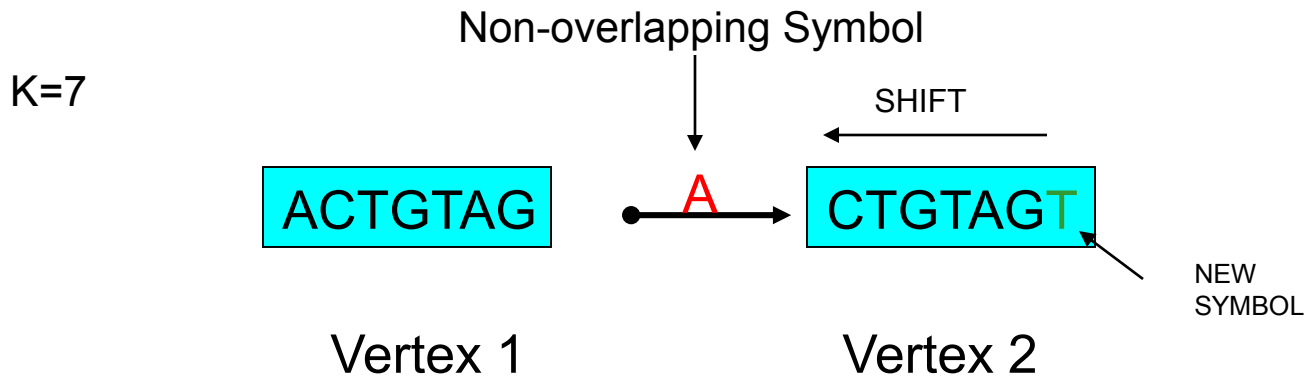 Non-overlapping Symbol
K=7
SHIFT
ACTGTAG
A
CTGTAGT
NEW
SYMBOL
Vertex 1
Vertex 2